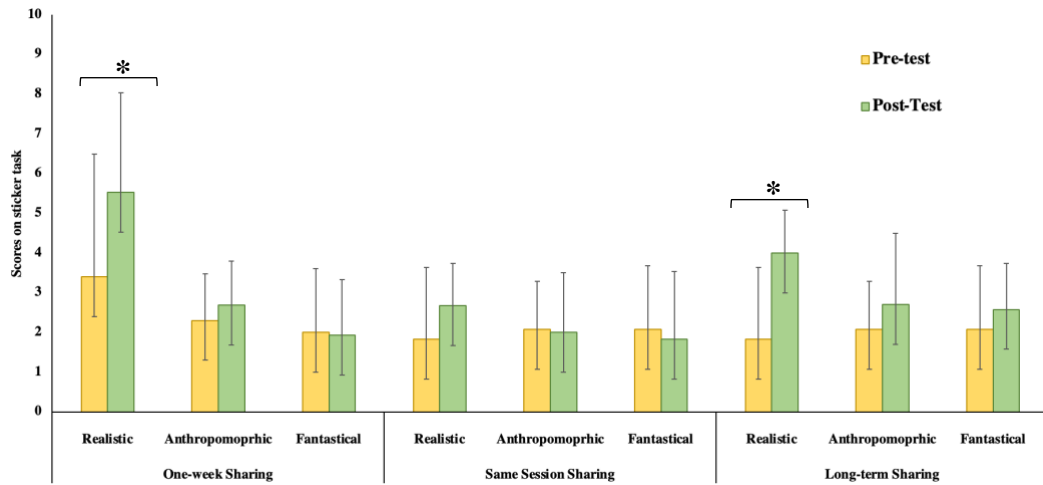 10
9
8
7
6
5
4
3
2
1
0
Scores on sticker task
*
*
Pre-test
Post-Test
Realistic Anthropomoprhic Fantastical Realistic Anthropomoprhic Fantastical Realistic Anthropomoprhic Fantastical
One-week Sharing Same Session Sharing Long-term Sharing